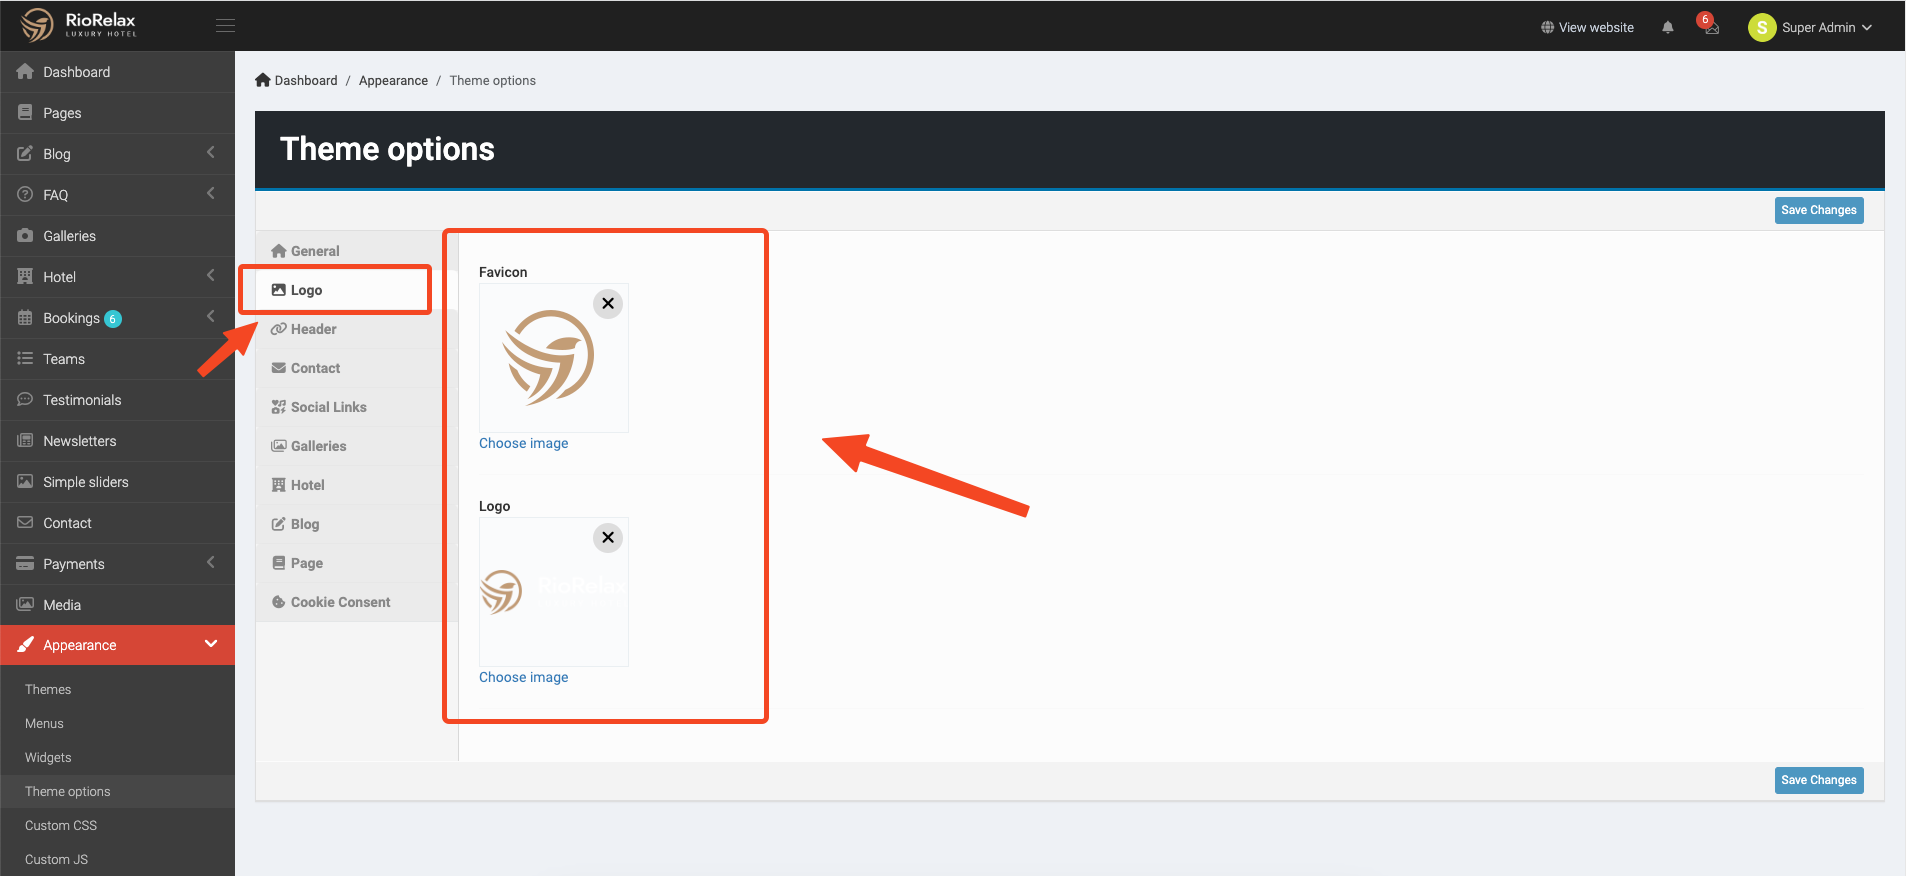 RioRelax
LUXURY HOTEL
View website
6
S
Super Admin
Dashboard
Pages
Blog
FAQ
Galleries
Hotel
Bookings 6
Teams
Testimonials
Newsletters
Simple sliders
Contact
Payments
Media
Appearance
Themes
Menus
Widgets
Theme options
Custom CSS
Custom JS
Dashboard / Appearance / Theme options
Theme options
Save Changes
General
Logo
Header
Contact
Social Links
Galleries
Hotel
Blog
Page
Cookie Consent
Favicon
Choose image
Logo
RioRelax
Choose image
Save Changes